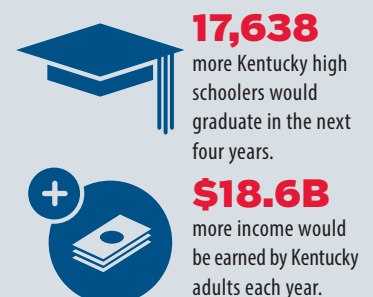 17,638
more Kentucky high
schoolers would
graduate in the next
four years.
+
$18.6B
more income would
be earned by Kentucky
adults each year.